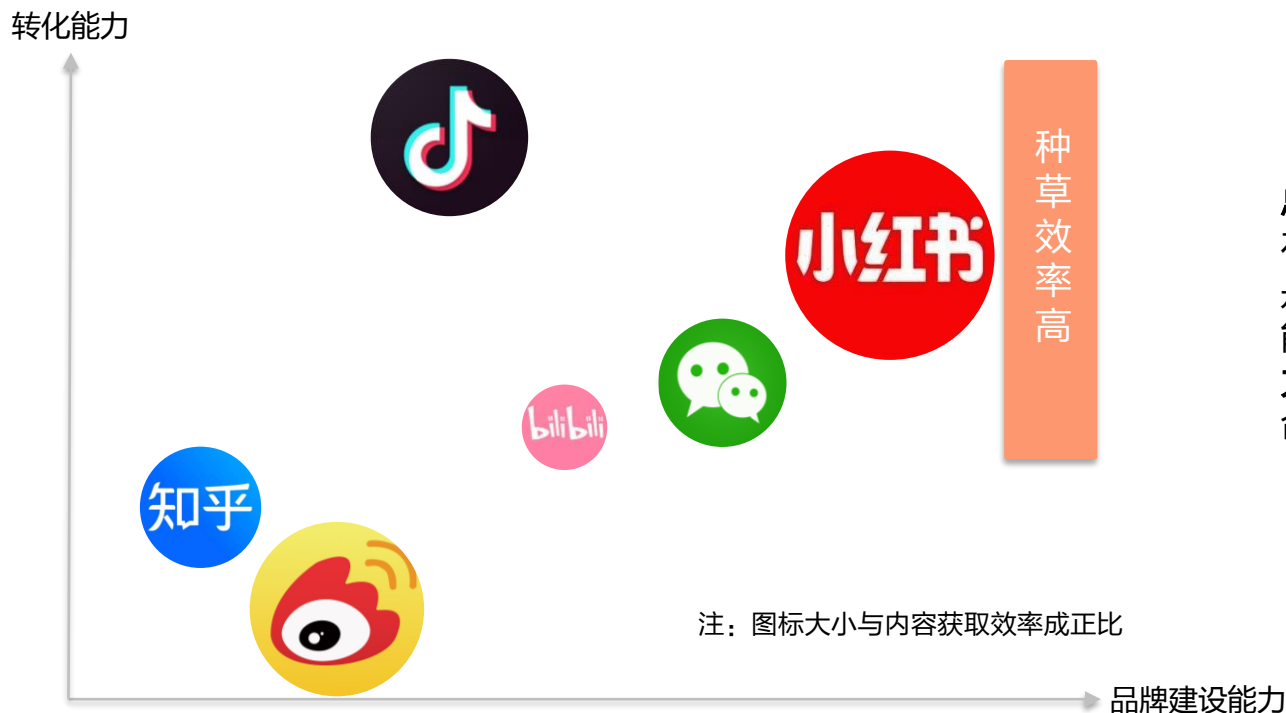 转化能力
小红书
种草效率高
bilibili
知乎
注：图标大小与内容获取效率成正比
品牌建设能力